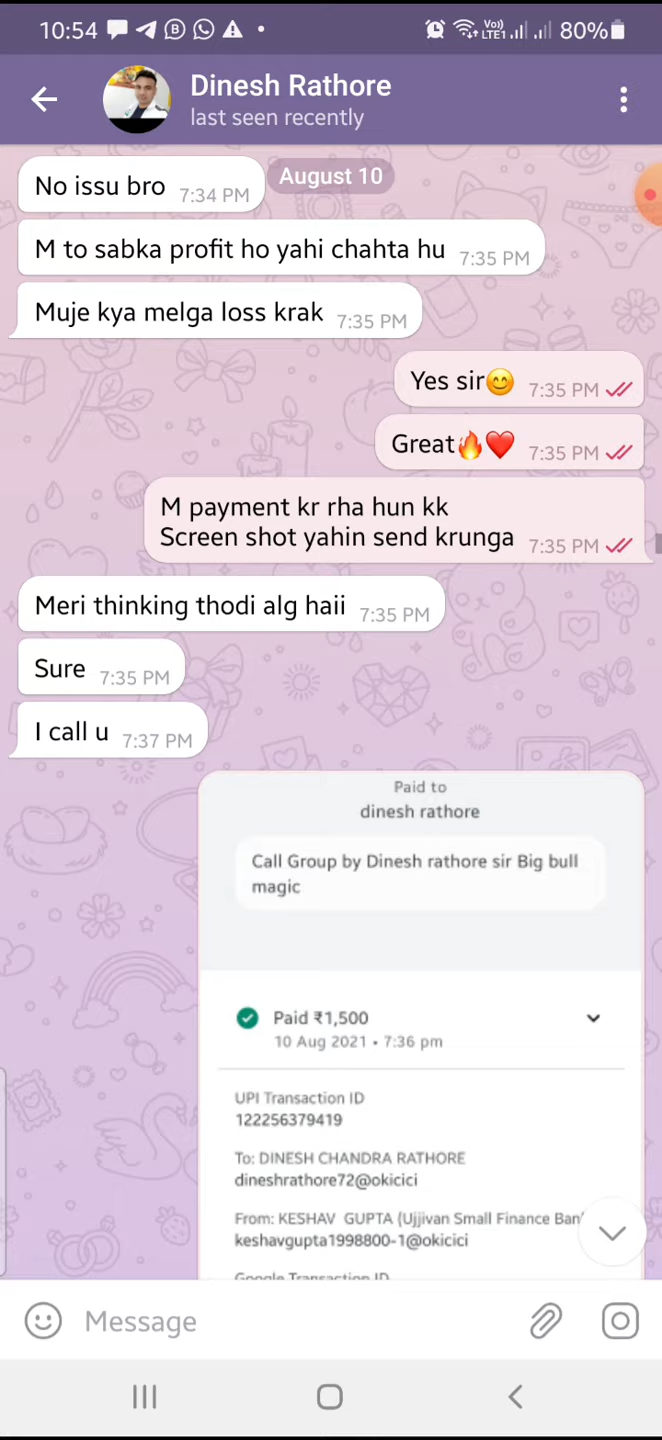 10:54
Vo))
LTE1
80%
Dinesh Rathore
last seen recently
August 10
No issu bro 7:34 PM
M to sabka profit ho yahi chahta hu 7:35 PM
Muje kya melga loss krak 7:35 PM
Yes sir😊 7:35 PM
Great🔥❤️ 7:35 PM
M payment kr rha hun kk
Screen shot yahin send krunga 7:35 PM
Meri thinking thodi alg haii 7:35 PM
Sure 7:35 PM
I call u 7:37 PM
Paid to
dinesh rathore
Call Group by Dinesh rathore sir Big bull
magic
Paid ₹1,500
10 Aug 2021 • 7:36 pm
UPI Transaction ID
122256379419
To: DINESH CHANDRA RATHORE
dineshrathore72@okicici
From: KESHAV GUPTA (Ujjivan Small Finance Ban
keshavgupta1998800-1@okicici
Google Transaction ID
Message